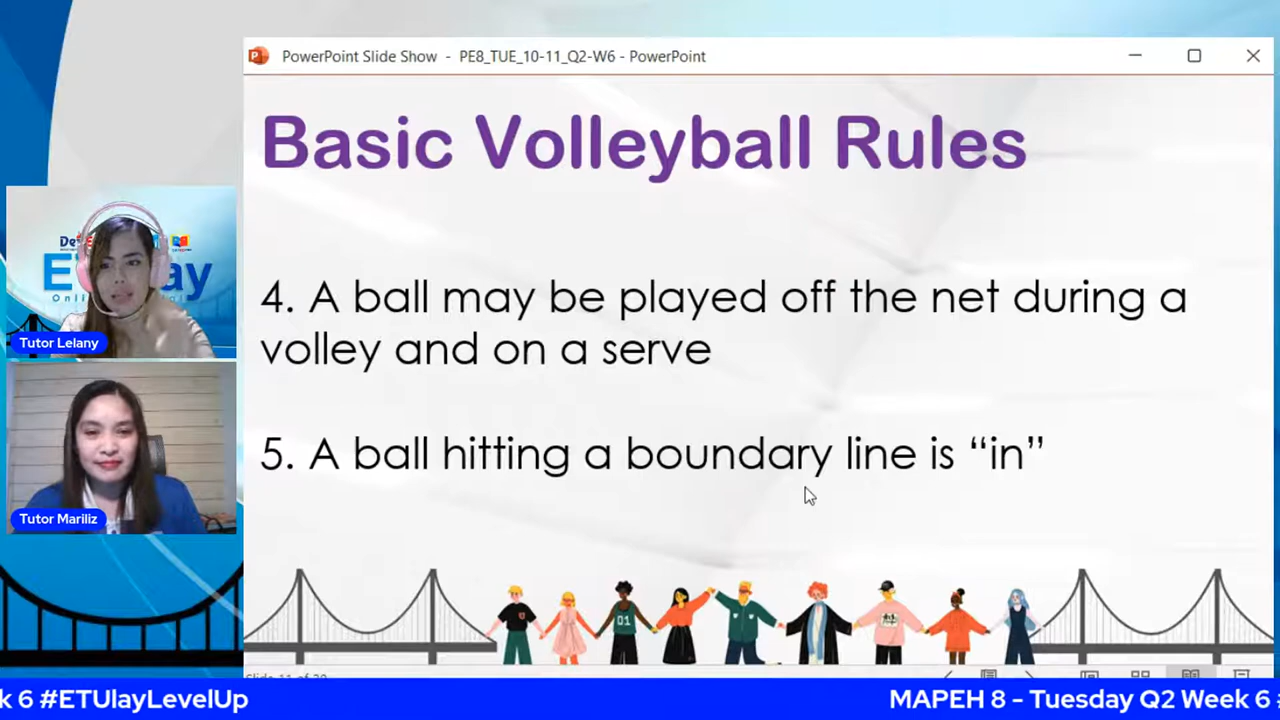 PowerPoint Slide Show - PE8_TUE_10-11_Q2-W6 - PowerPoint
Basic Volleyball Rules
4. A ball may be played off the net during a
volley and on a serve
5. A ball hitting a boundary line is “in”
Tutor Lelany
Tutor Mariliz
01
k 6 #ETUlayLevelUp
MAPEH 8 - Tuesday Q2 Week 6